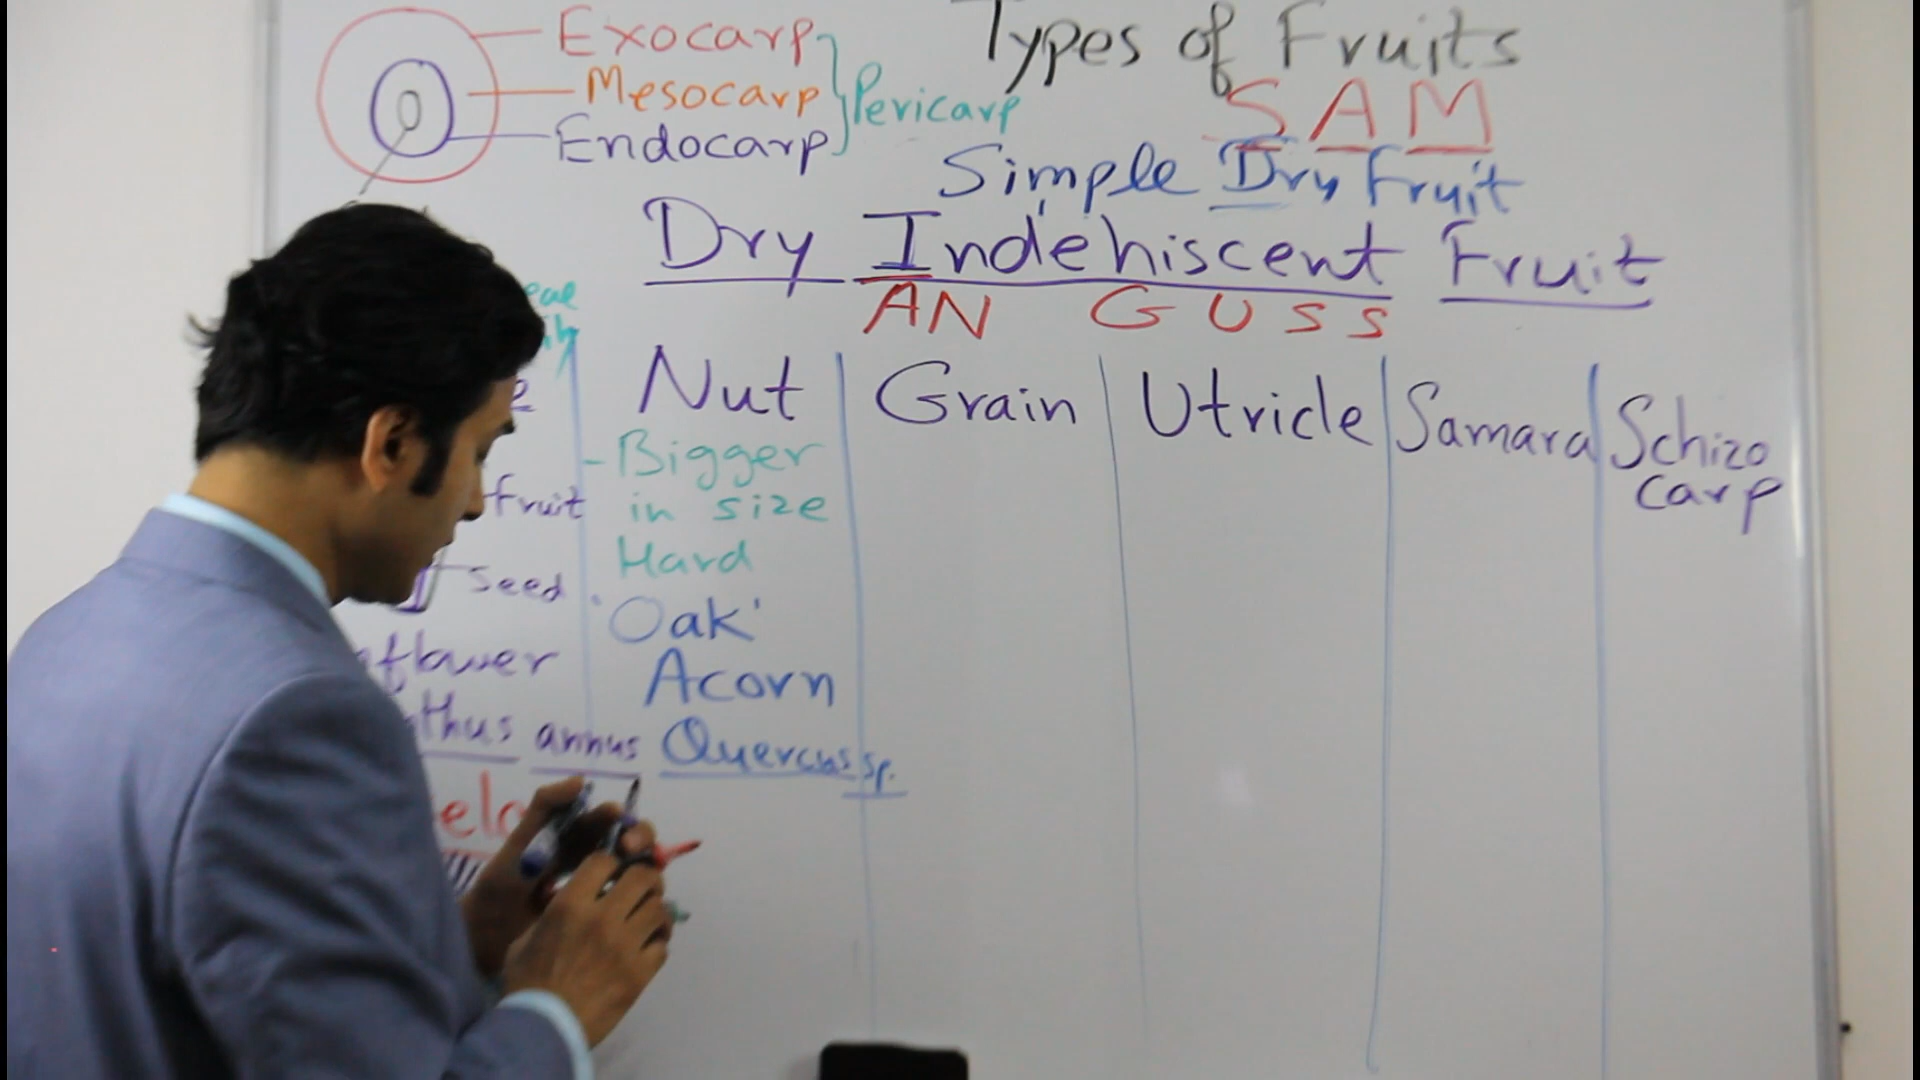 Exocarp
Mesocarp
Endocarp
Pericarp
Types of Fruits
SAM
Simple Dry Fruit
Dry Indehiscent Fruit
AN GUSS
Nut
- Bigger
in size
Hard
'Oak'
Acorn
Quercus sp.
Grain
Utricle
Samara
Schizo
carp
fruit
seed
annus